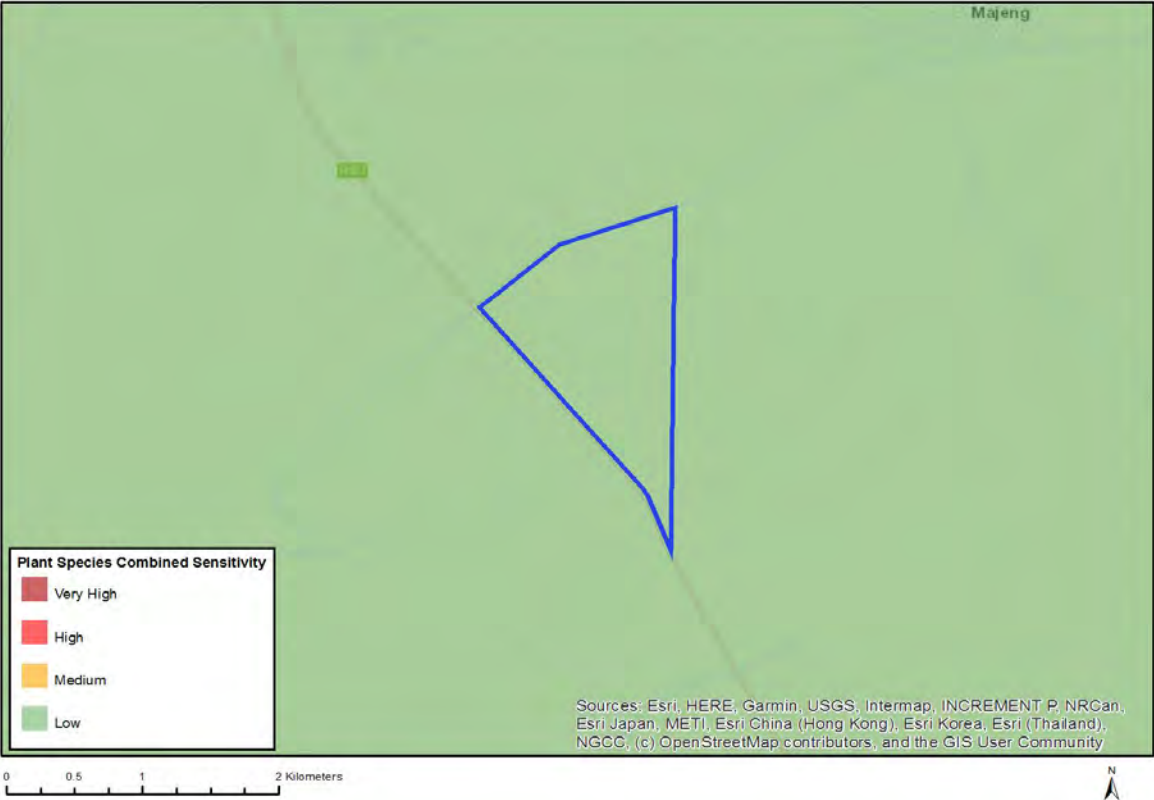 Majeng
Plant Species Combined Sensitivity
Very High
High
Medium
Low
Sources: Esri, HERE, Garmin, USGS, Intermap, INCREMENT P, NRCan,
Esri Japan, METI, Esri China (Hong Kong), Esri Korea, Esri (Thailand),
NGCC, (c) OpenStreetMap contributors, and the GIS User Community
0 0.5 1 2 Kilometers
N